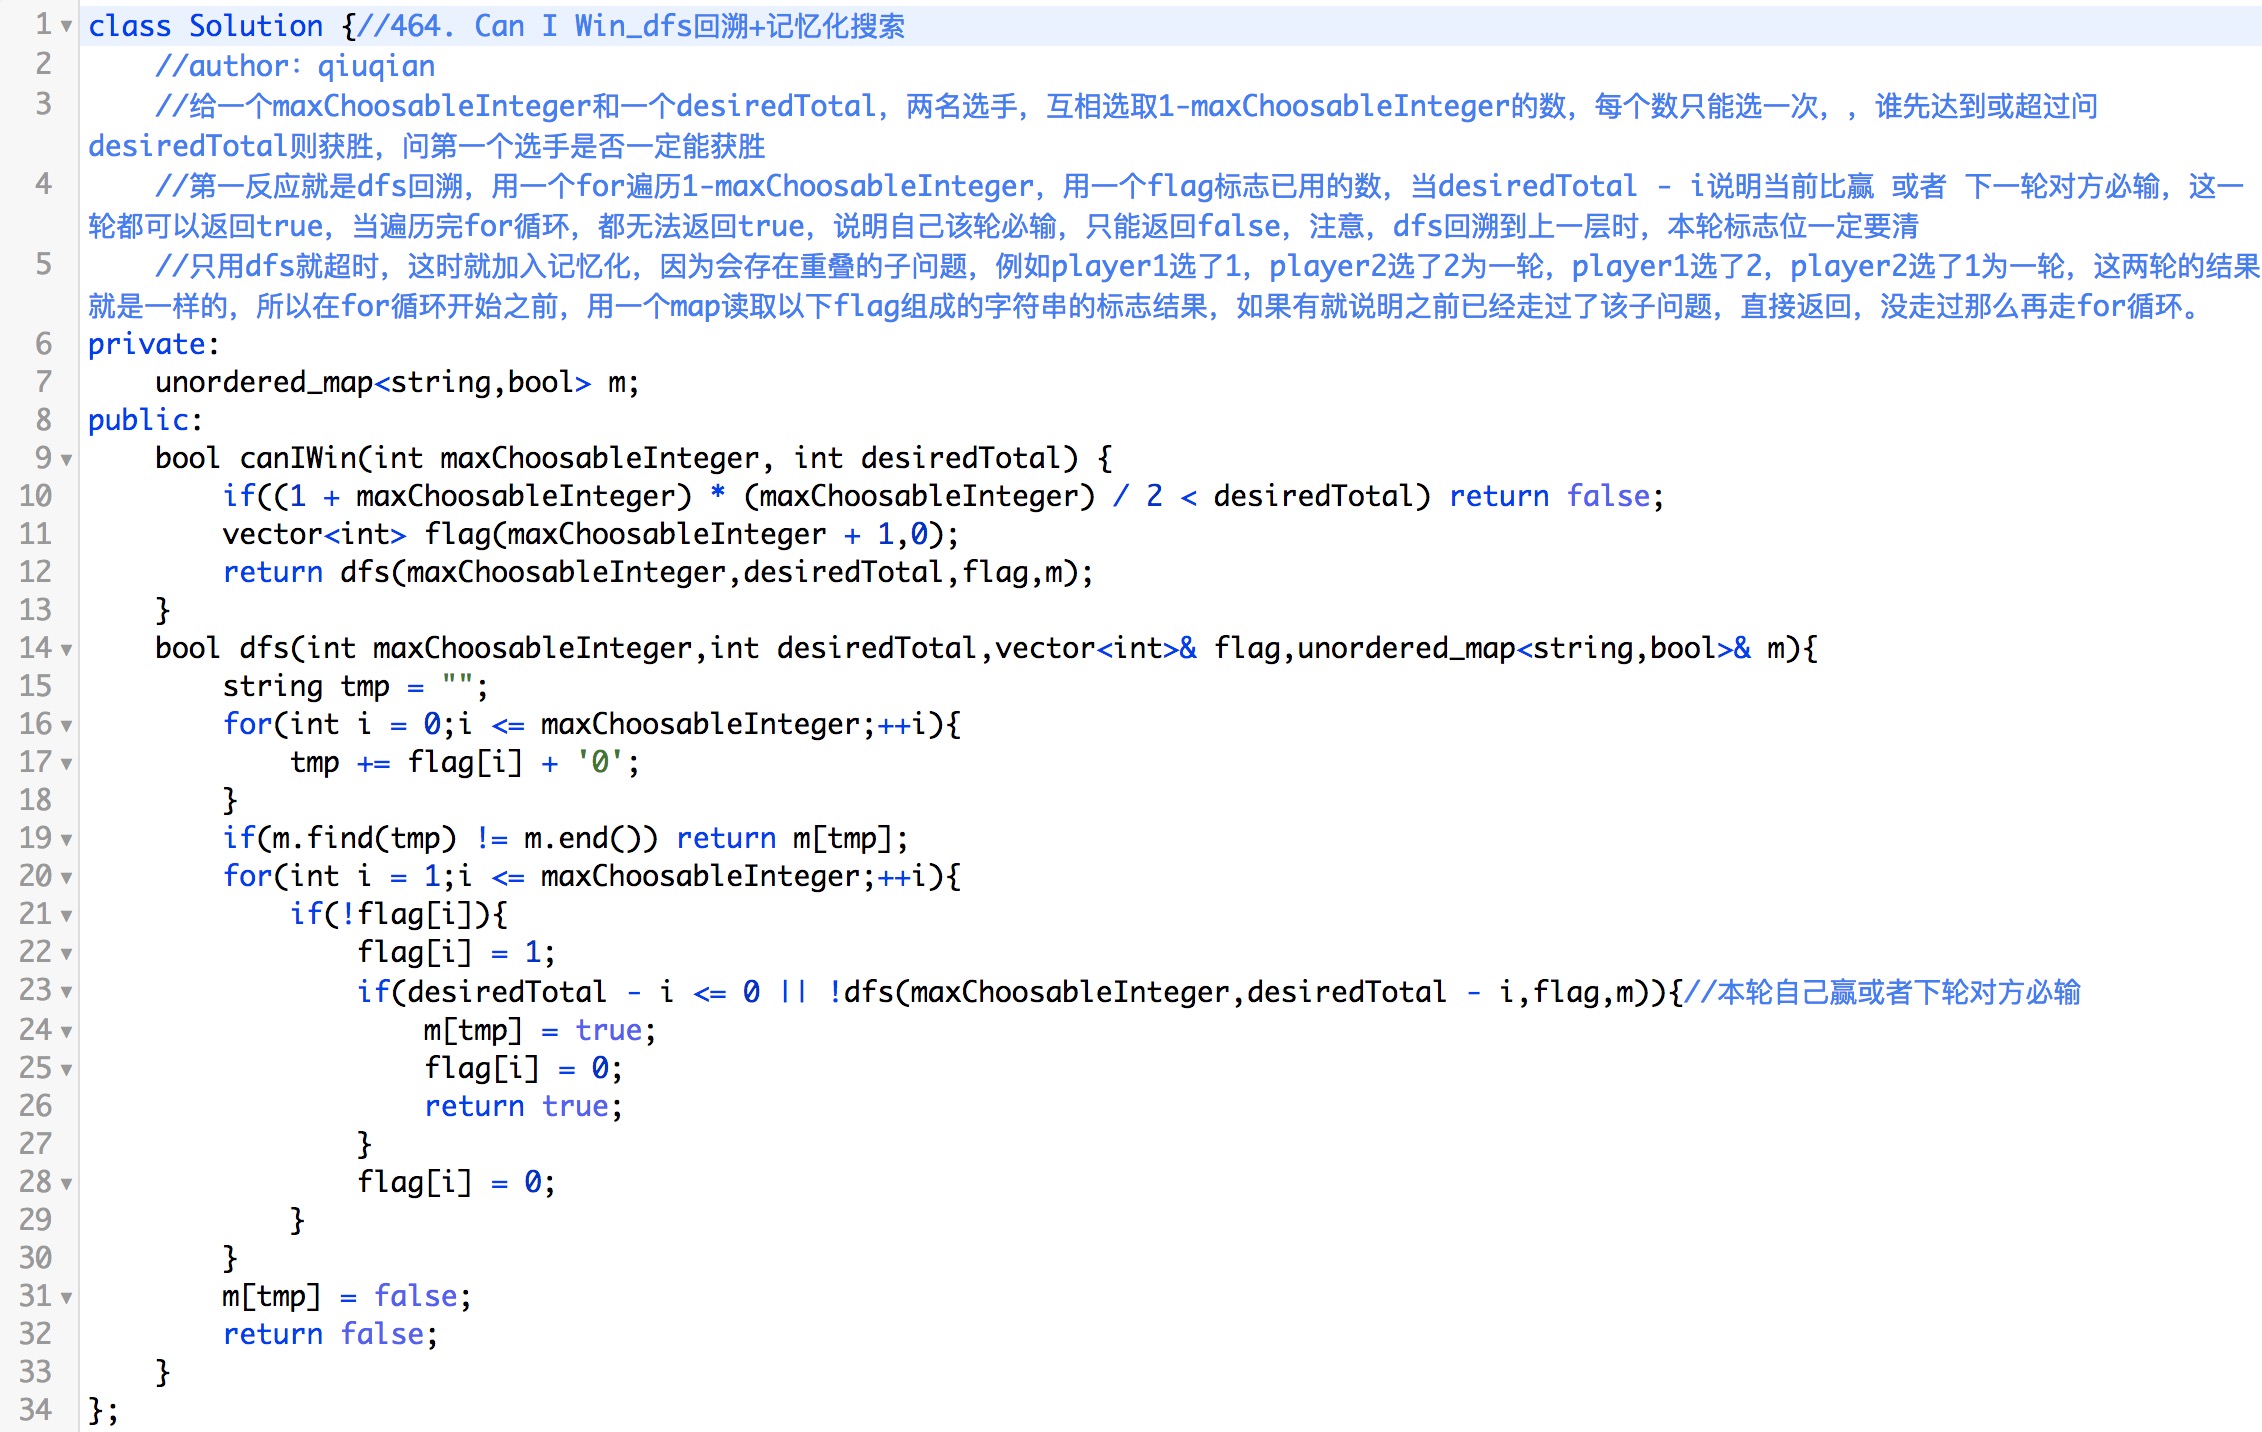 1 class Solution {//464. Can I Win_dfs回溯+记忆化搜索
2     //author: qiuqian
3     //给一个maxChoosableInteger和一个desiredTotal，两名选手，互相选取1-maxChoosableInteger的数，每个数只能选一次，，谁先达到或超过问
desiredTotal则获胜，问第一个选手是否一定能获胜
4     //第一反应就是dfs回溯，用一个for遍历1-maxChoosableInteger，用一个flag标志已用的数，当desiredTotal - i说明当前比赢 或者 下一轮对方必输，这一
轮都可以返回true，当遍历完for循环，都无法返回true，说明自己该轮必输，只能返回false，注意，dfs回溯到上一层时，本轮标志位一定要清
5     //只用dfs就超时，这时就加入记忆化，因为会存在重叠的子问题，例如player1选了1，player2选了2为一轮，player1选了2，player2选了1为一轮，这两轮的结果
就是一样的，所以在for循环开始之前，用一个map读取以下flag组成的字符串的标志结果，如果有就说明之前已经走过了该子问题，直接返回，没走过那么再走for循环。
6 private:
7     unordered_map<string,bool> m;
8 public:
9     bool canIWin(int maxChoosableInteger, int desiredTotal) {
10         if((1 + maxChoosableInteger) * (maxChoosableInteger) / 2 < desiredTotal) return false;
11         vector<int> flag(maxChoosableInteger + 1,0);
12         return dfs(maxChoosableInteger,desiredTotal,flag,m);
13     }
14     bool dfs(int maxChoosableInteger,int desiredTotal,vector<int>& flag,unordered_map<string,bool>& m){
15         string tmp = "";
16         for(int i = 0;i <= maxChoosableInteger;++i){
17             tmp += flag[i] + '0';
18         }
19         if(m.find(tmp) != m.end()) return m[tmp];
20         for(int i = 1;i <= maxChoosableInteger;++i){
21             if(!flag[i]){
22                 flag[i] = 1;
23                 if(desiredTotal - i <= 0 || !dfs(maxChoosableInteger,desiredTotal - i,flag,m)){//本轮自己赢或者下轮对方必输
24                     m[tmp] = true;
25                     flag[i] = 0;
26                     return true;
27                 }
28                 flag[i] = 0;
29             }
30         }
31         m[tmp] = false;
32         return false;
33     }
34 };